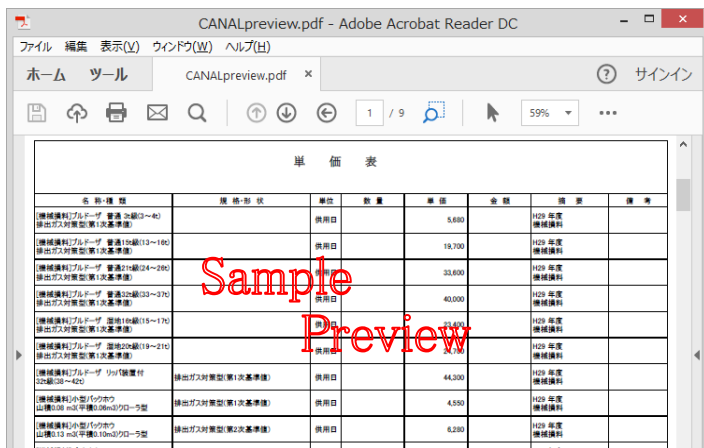 CANALpreview.pdf - Adobe Acrobat Reader DC
ファイル 編集 表示(V) ウィンドウ(W) ヘルプ(H)
ホーム ツール CANALpreview.pdf × サインイン
1 / 9 59%
単 価 表
名 称・種 類 規 格・形 状 単位 数 量 単 価 金 額 摘 要 備 考
[機械損料]ブルドーザ 普通 3t級(3～4t) H29 年度
排出ガス対策型(第1次基準値) 供用日 5,680 機械損料
[機械損料]ブルドーザ 普通15t級(13～16t) H29 年度
排出ガス対策型(第1次基準値) 供用日 19,700 機械損料
[機械損料]ブルドーザ 普通21t級(24～26t) H29 年度
排出ガス対策型(第1次基準値) 供用日 33,600 機械損料
[機械損料]ブルドーザ 普通32t級(33～37t) H29 年度
排出ガス対策型(第1次基準値) 供用日 40,000 機械損料
[機械損料]ブルドーザ 湿地16t級(15～17t) H29 年度
排出ガス対策型(第1次基準値) 供用日 23,400 機械損料
[機械損料]ブルドーザ 湿地20t級(19～21t) H29 年度
排出ガス対策型(第1次基準値) 供用日 機械損料
[機械損料]ブルドーザ リッパ装置付 H29 年度
32t級(38～42t) 排出ガス対策型(第1次基準値) 供用日 44,300 機械損料
[機械損料]小型バックホウ H29 年度
山積0.08 m3(平積0.06m3)クローラ型 排出ガス対策型(第1次基準値) 供用日 4,550 機械損料
[機械損料]小型バックホウ H29 年度
山積0.13 m3(平積0.10m3)クローラ型 排出ガス対策型(第2次基準値) 供用日 6,280 機械損料
Sample
Preview